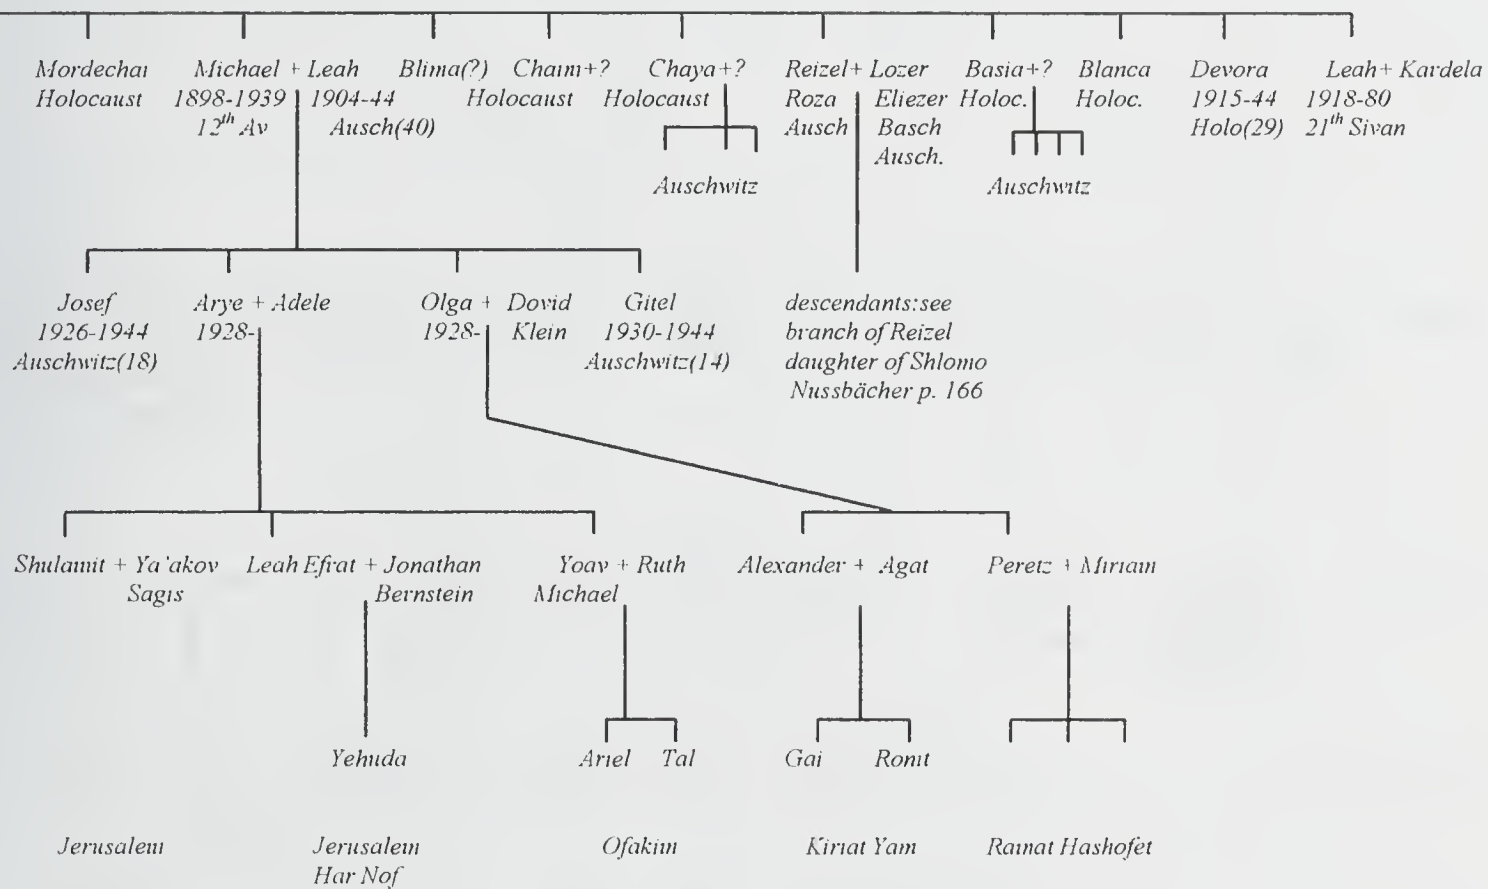 Mordechai Michael + Leah Blima(?) Chaim+? Chaya+? Reizel+ Lozer Basia+? Blanca Devora Leah+ Kardela
Holocaust 1898-1939 1904-44 Holocaust Holocaust Roza Eliezer Holoc. Holoc. 1915-44 1918-80
12th Av Ausch(40) Ausch Basch Holo(29) 21th Sivan
Ausch.
Auschwitz Auschwitz
Josef Arye + Adele Olga + Dovid Gitel descendants:see
1926-1944 1928- 1928- Klein 1930-1944 branch of Reizel
Auschwitz(18) Auschwitz(14) daughter of Shlomo
Nussbächer p. 166
Shulamit + Ya'akov Leah Efrat + Jonathan Yoav + Ruth Alexander + Agat Peretz + Miriam
Sagis Bernstein Michael
Yehuda Ariel Tal Gai Ronit
Jerusalem Jerusalem Ofakim Kiriat Yam Ramat Hashofet
Har Nof